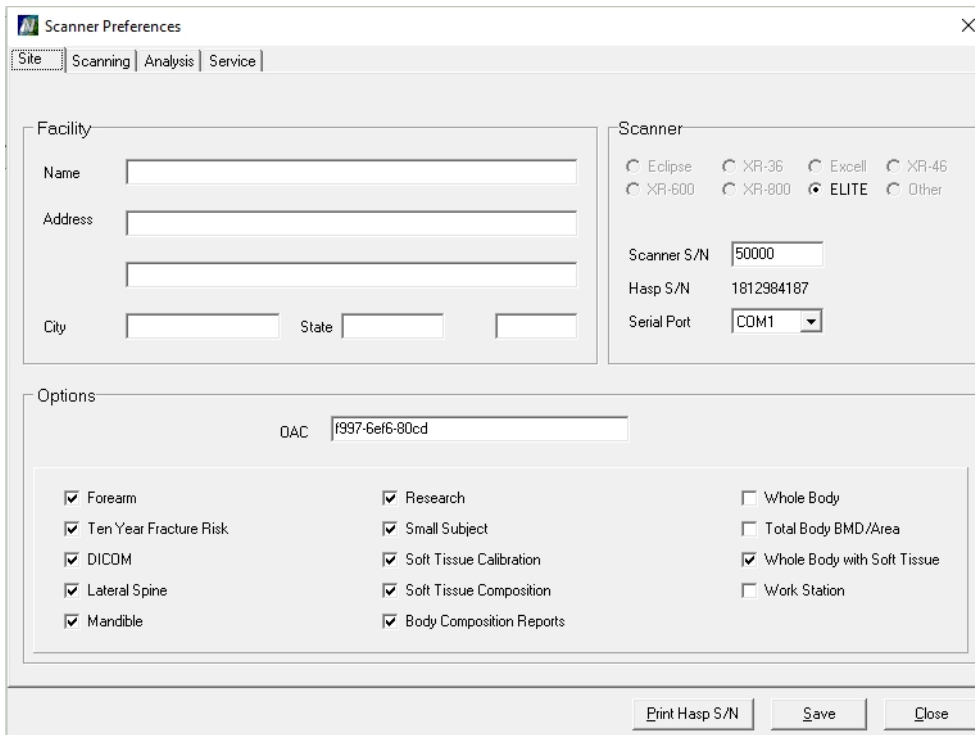 Scanner Preferences
Site Scanning Analysis Service
Facility
Name
Address
City State
Scanner
Eclipse XR-36 Excell XR-46
XR-600 XR-800 ELITE Other
Scanner S/N 50000
Hasp S/N 1812984187
Serial Port COM1
Options
OAC f997-6ef6-80cd
Forearm Research Whole Body
Ten Year Fracture Risk Small Subject Total Body BMD/Area
DICOM Soft Tissue Calibration Whole Body with Soft Tissue
Lateral Spine Soft Tissue Composition Work Station
Mandible Body Composition Reports
Print Hasp S/N Save Close